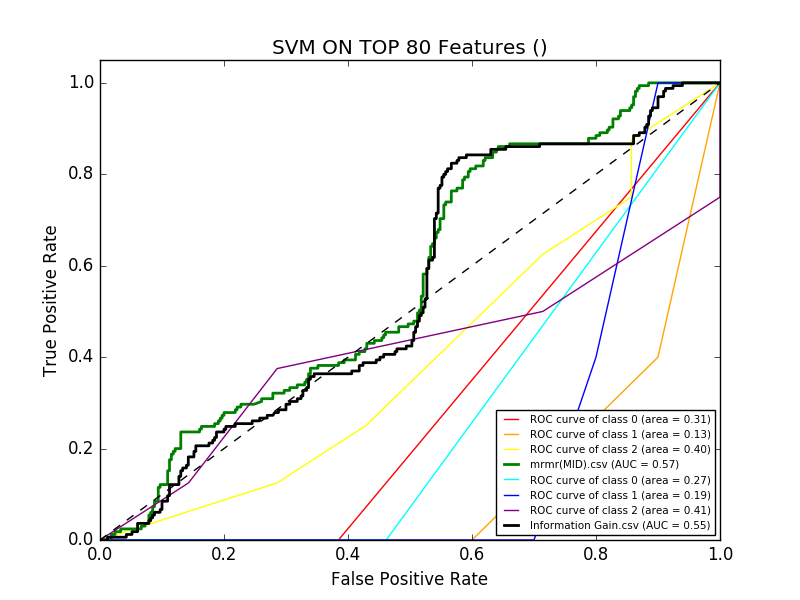 SVM ON TOP 80 Features ()
True Positive Rate
1.0
0.8
0.6
0.4
0.2
0.0
ROC curve of class 0 (area = 0.31)
ROC curve of class 1 (area = 0.13)
ROC curve of class 2 (area = 0.40)
mrmr(MID).csv (AUC = 0.57)
ROC curve of class 0 (area = 0.27)
ROC curve of class 1 (area = 0.19)
ROC curve of class 2 (area = 0.41)
Information Gain.csv (AUC = 0.55)
0.0 0.2 0.4 0.6 0.8 1.0
False Positive Rate